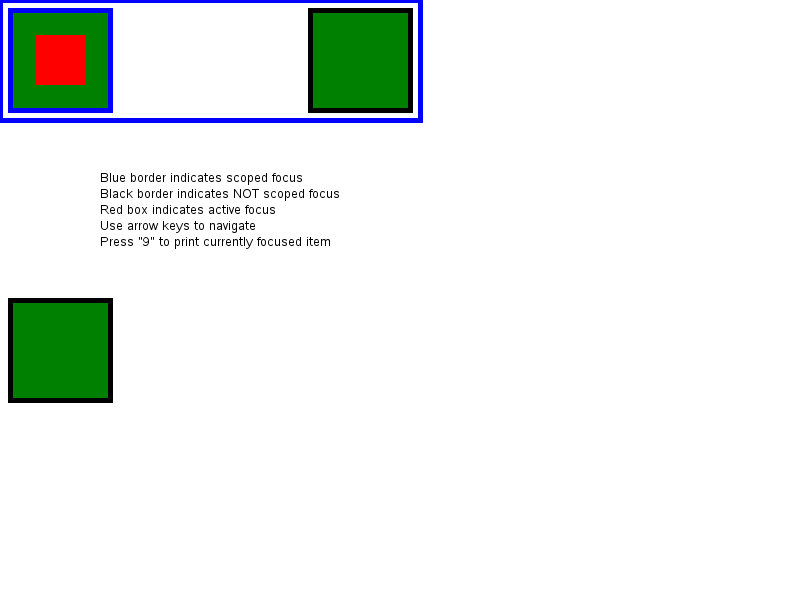 Blue border indicates scoped focus
Black border indicates NOT scoped focus
Red box indicates active focus
Use arrow keys to navigate
Press "9" to print currently focused item